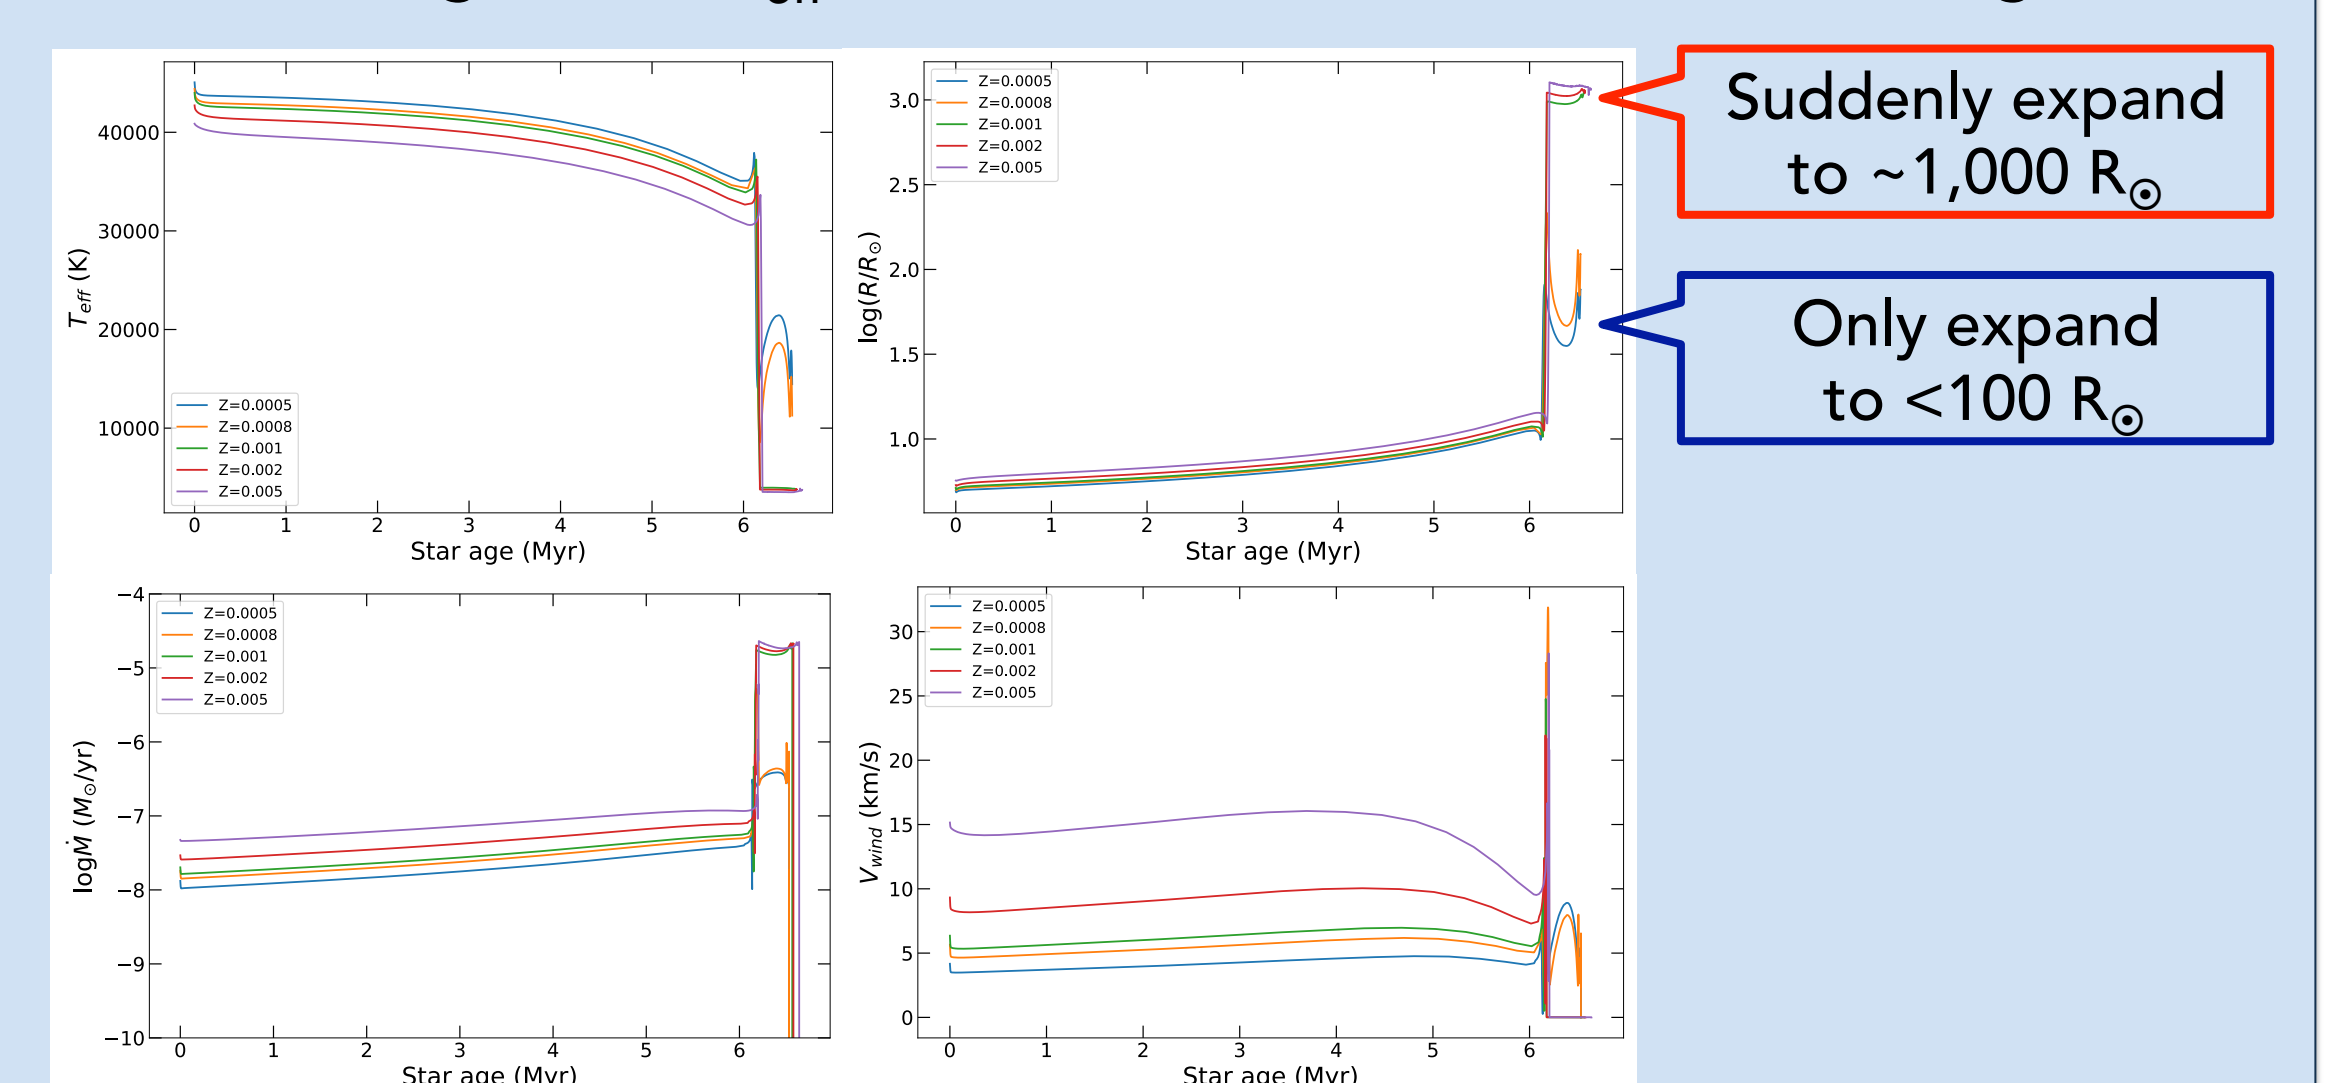 40000
30000
20000
10000
T_eff (K)
Z=0.0005
Z=0.0008
Z=0.001
Z=0.002
Z=0.005
0 1 2 3 4 5 6
Star age (Myr)
3.0
2.5
2.0
1.5
1.0
log(R/R☉)
Z=0.0005
Z=0.0008
Z=0.001
Z=0.002
Z=0.005
0 1 2 3 4 5 6
Star age (Myr)
Suddenly expand
to ~1,000 R☉
Only expand
to <100 R☉
−4
−5
−6
−7
−8
−9
−10
logṀ (M☉/yr)
Z=0.0005
Z=0.0008
Z=0.001
Z=0.002
Z=0.005
0 1 2 3 4 5 6
Star age (Myr)
30
25
20
15
10
5
0
V_wind (km/s)
Z=0.0005
Z=0.0008
Z=0.001
Z=0.002
Z=0.005
0 1 2 3 4 5 6
Star age (Myr)